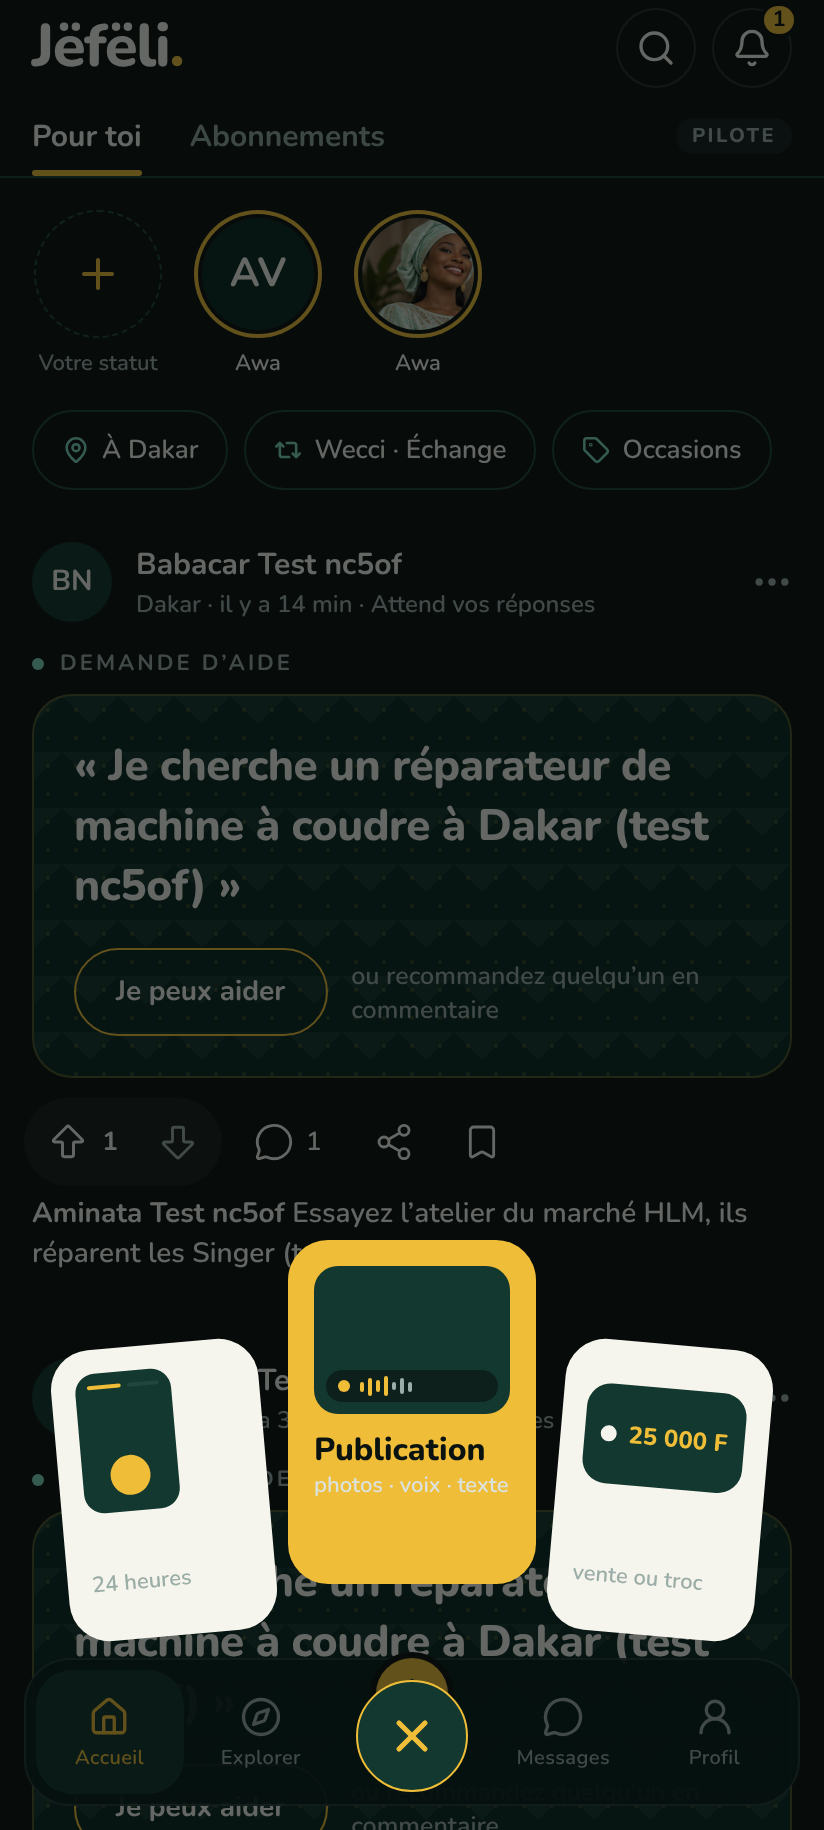 Jëfëli.
1
Pour toi
Abonnements
PILOTE
AV
Votre statut
Awa
Awa
À Dakar
Wecci · Échange
Occasions
BN
Babacar Test nc5of
Dakar · il y a 14 min · Attend vos réponses
DEMANDE D’AIDE
« Je cherche un réparateur de
machine à coudre à Dakar (test
nc5of) »
Je peux aider
ou recommandez quelqu’un en
commentaire
1
1
Aminata Test nc5of Essayez l’atelier du marché HLM, ils
réparent les Singer
Publication
photos · voix · texte
24 heures
25 000 F
vente ou troc
machine à coudre à Dakar (test
Accueil
Explorer
Messages
Profil
Je peux aider
commentaire